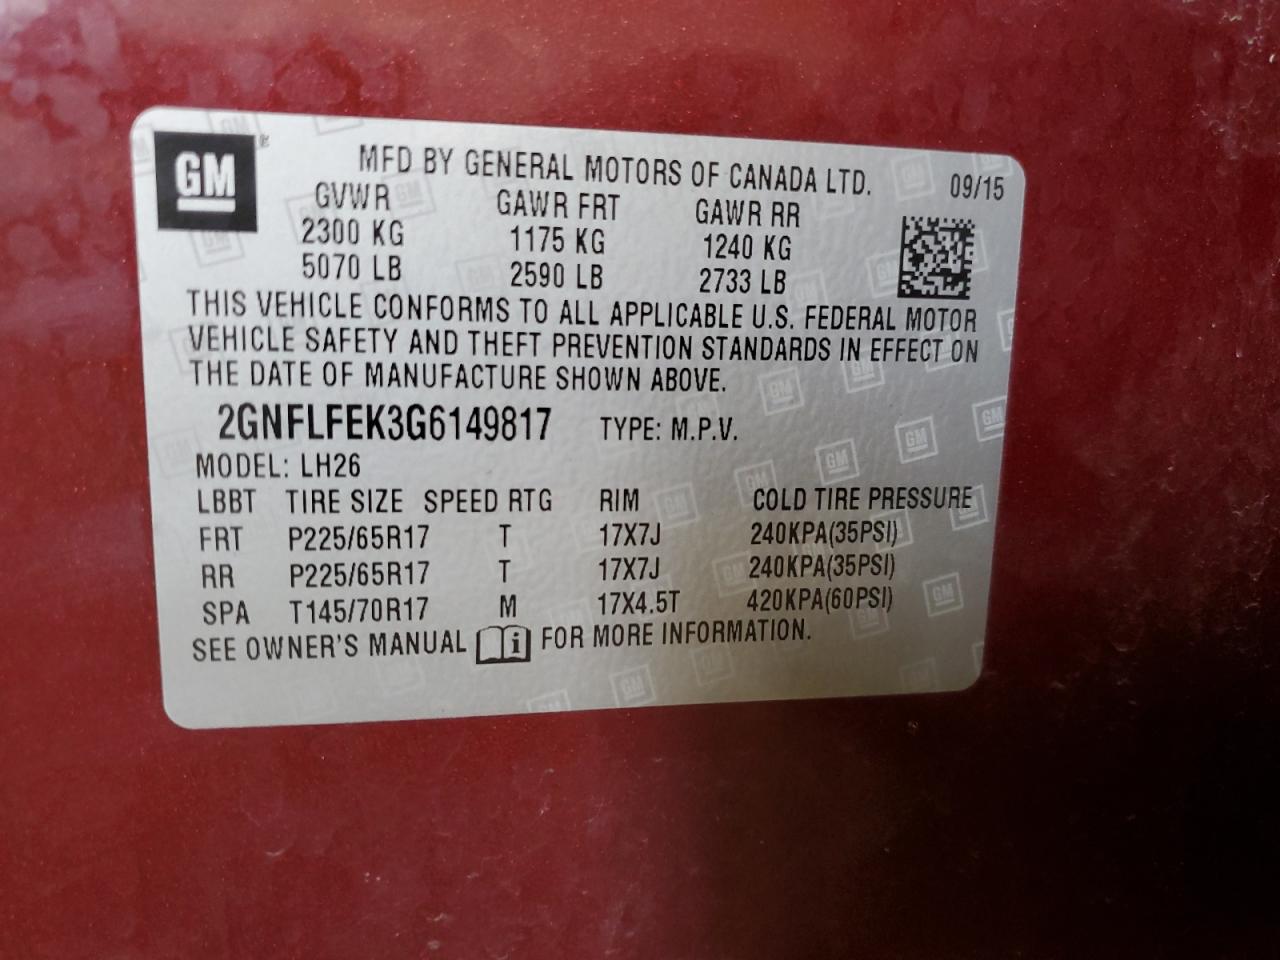 GM
MFD BY GENERAL MOTORS OF CANADA LTD. 09/15
GVWR GAWR FRT GAWR RR
2300 KG 1175 KG 1240 KG
5070 LB 2590 LB 2733 LB
THIS VEHICLE CONFORMS TO ALL APPLICABLE U.S. FEDERAL MOTOR
VEHICLE SAFETY AND THEFT PREVENTION STANDARDS IN EFFECT ON
THE DATE OF MANUFACTURE SHOWN ABOVE.
2GNFLFEK3G6149817 TYPE: M.P.V.
MODEL: LH26
LBBT TIRE SIZE SPEED RTG RIM COLD TIRE PRESSURE
FRT P225/65R17 T 17X7J 240KPA(35PSI)
RR P225/65R17 T 17X7J 240KPA(35PSI)
SPA T145/70R17 M 17X4.5T 420KPA(60PSI)
SEE OWNER'S MANUAL i FOR MORE INFORMATION.